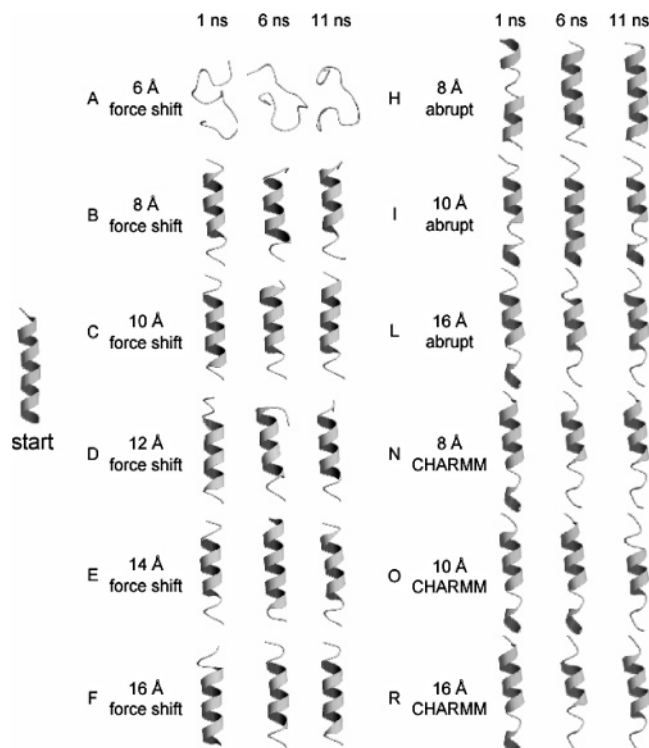 1 ns 6 ns 11 ns
A 6 Å
force shift
B 8 Å
force shift
C 10 Å
force shift
start
D 12 Å
force shift
E 14 Å
force shift
F 16 Å
force shift
1 ns 6 ns 11 ns
H 8 Å
abrupt
I 10 Å
abrupt
L 16 Å
abrupt
N 8 Å
CHARMM
O 10 Å
CHARMM
R 16 Å
CHARMM